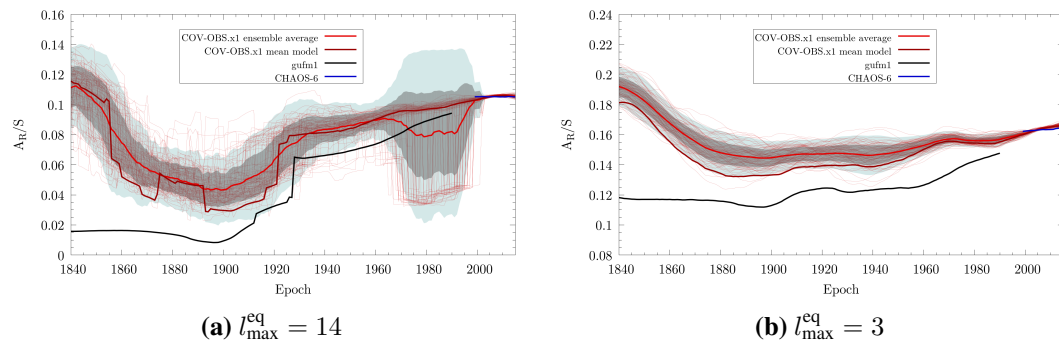 0.16
0.14
0.12
0.1
0.08
0.06
0.04
0.02
0
A_R/S
1840 1860 1880 1900 1920 1940 1960 1980 2000
Epoch
COV-OBS.x1 ensemble average
COV-OBS.x1 mean model
gufm1
CHAOS-6
(a) l_max^eq = 14
0.24
0.22
0.2
0.18
0.16
0.14
0.12
0.1
0.08
A_R/S
1840 1860 1880 1900 1920 1940 1960 1980 2000
Epoch
COV-OBS.x1 ensemble average
COV-OBS.x1 mean model
gufm1
CHAOS-6
(b) l_max^eq = 3